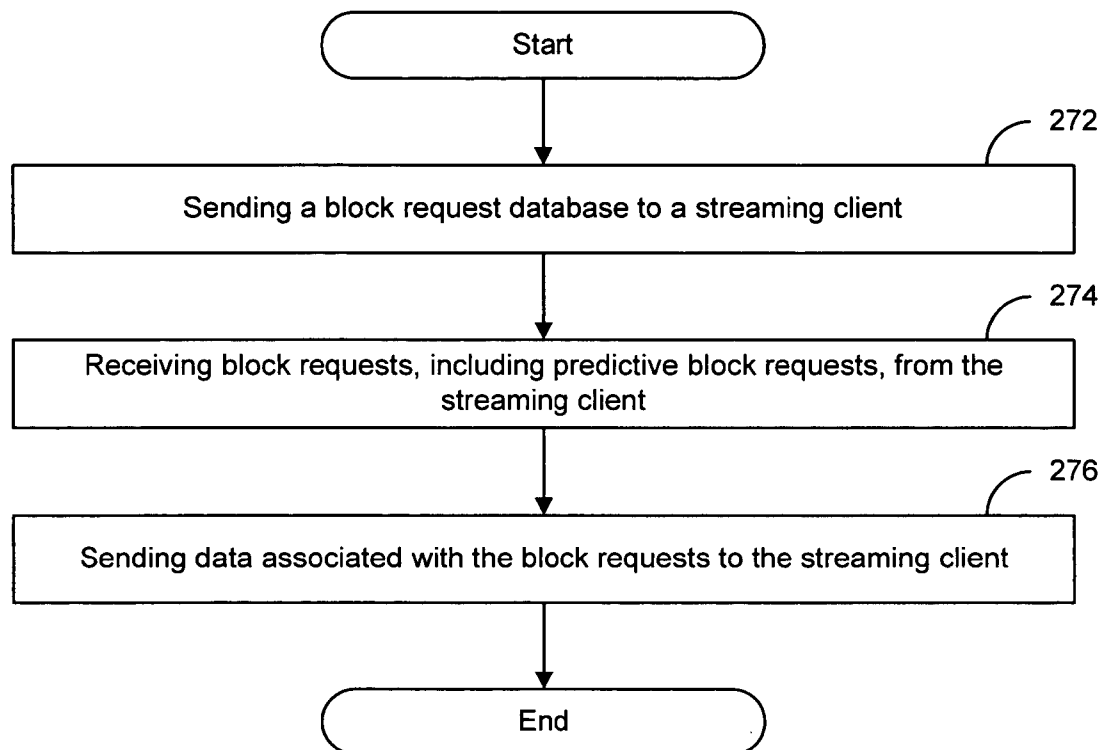 Start
272
Sending a block request database to a streaming client
274
Receiving block requests, including predictive block requests, from the
streaming client
276
Sending data associated with the block requests to the streaming client
End